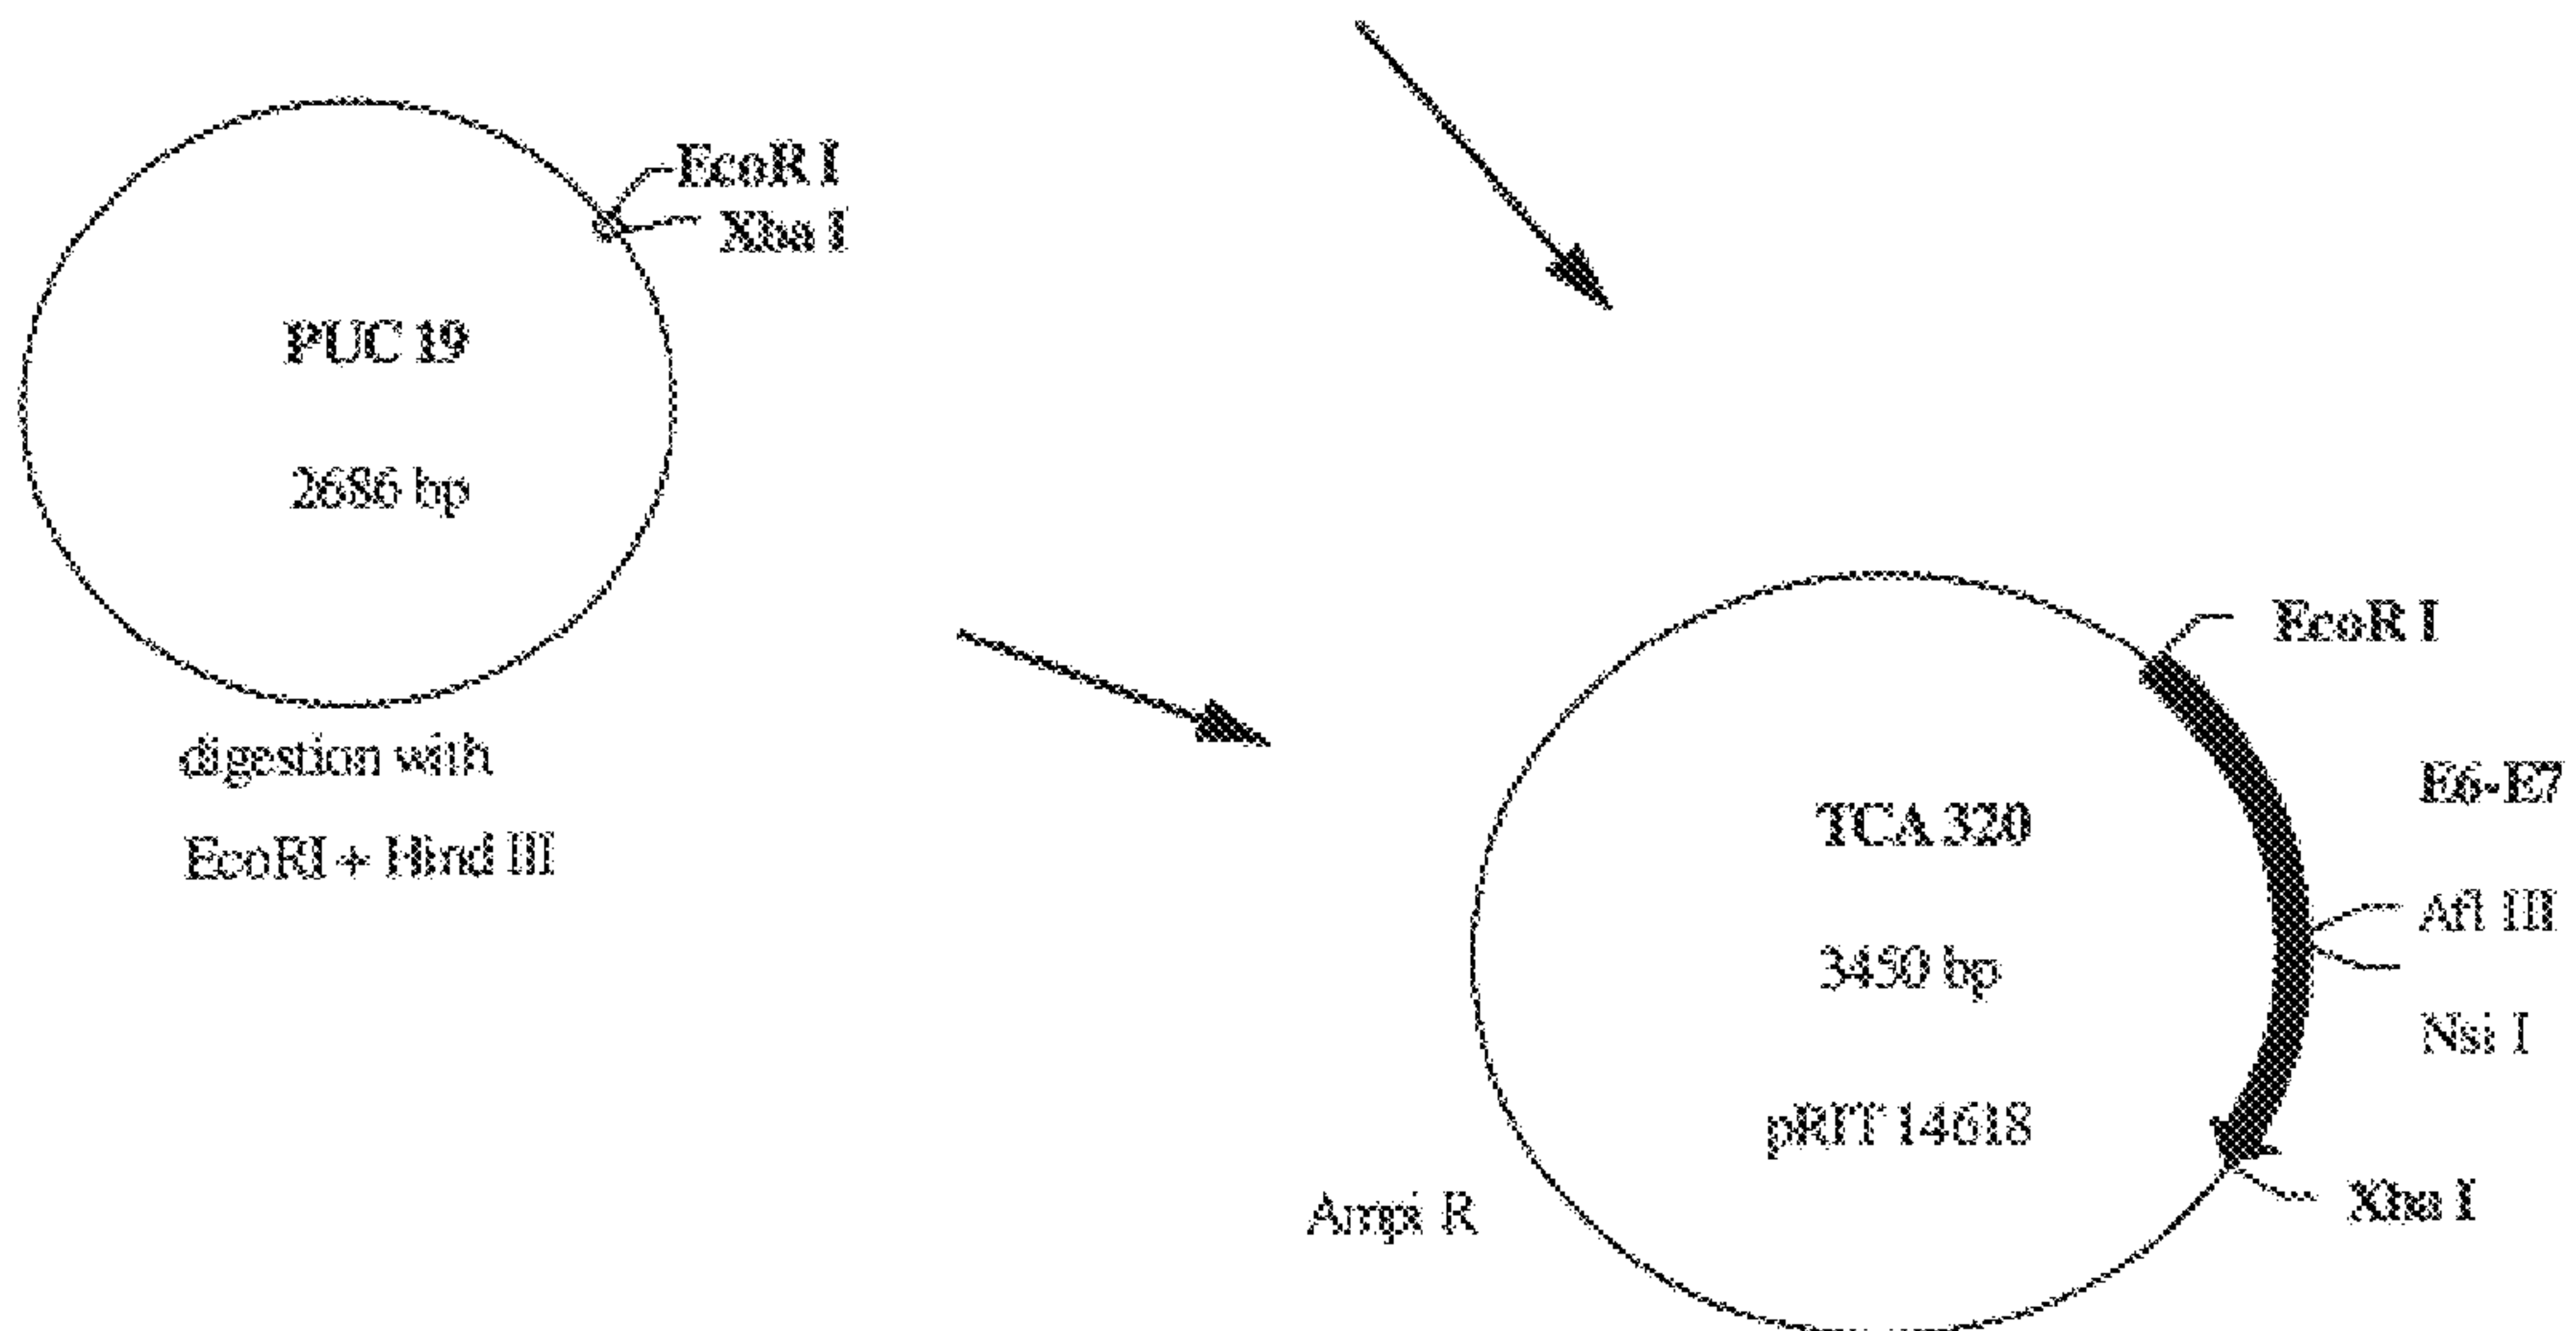 EcoR I
Xba I
PUC 19
2686 bp
digestion with
EcoRI + Hind III
EcoR I
E6-E7
TCA 320
Afl III
3450 bp
Nsi I
pRIT 14618
Xba I
Ampi R